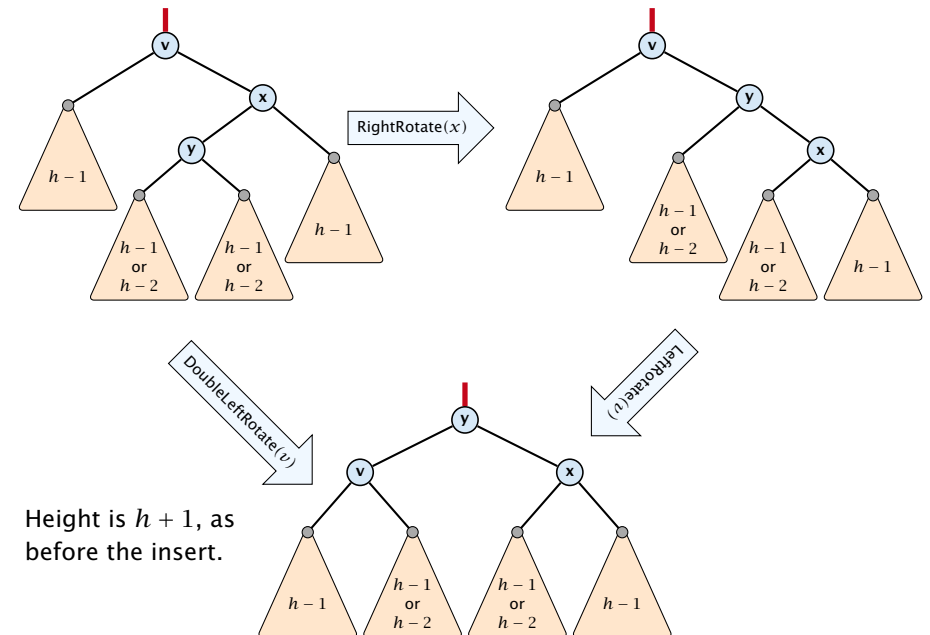 v
x
y
h − 1
h − 1
or
h − 2
h − 1
or
h − 2
h − 1
RightRotate(x)
v
y
x
h − 1
h − 1
or
h − 2
h − 1
or
h − 2
h − 1
DoubleLeftRotate(v)
LeftRotate(v)
y
v
x
h − 1
h − 1
or
h − 2
h − 1
or
h − 2
h − 1
Height is h + 1, as
before the insert.